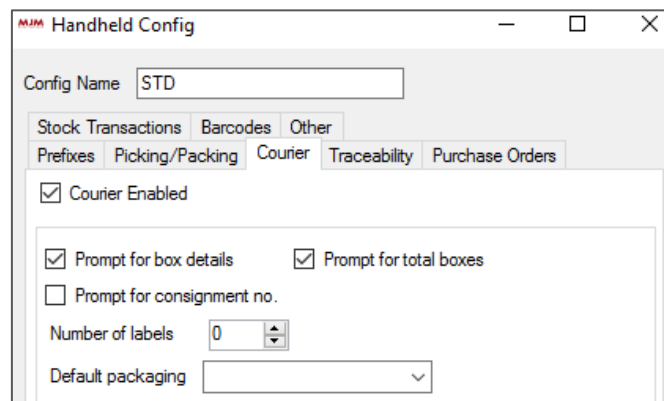 MJM Handheld Config
Config Name STD
Stock Transactions Barcodes Other
Prefixes Picking/Packing Courier Traceability Purchase Orders
Courier Enabled
Prompt for box details Prompt for total boxes
Prompt for consignment no.
Number of labels 0
Default packaging